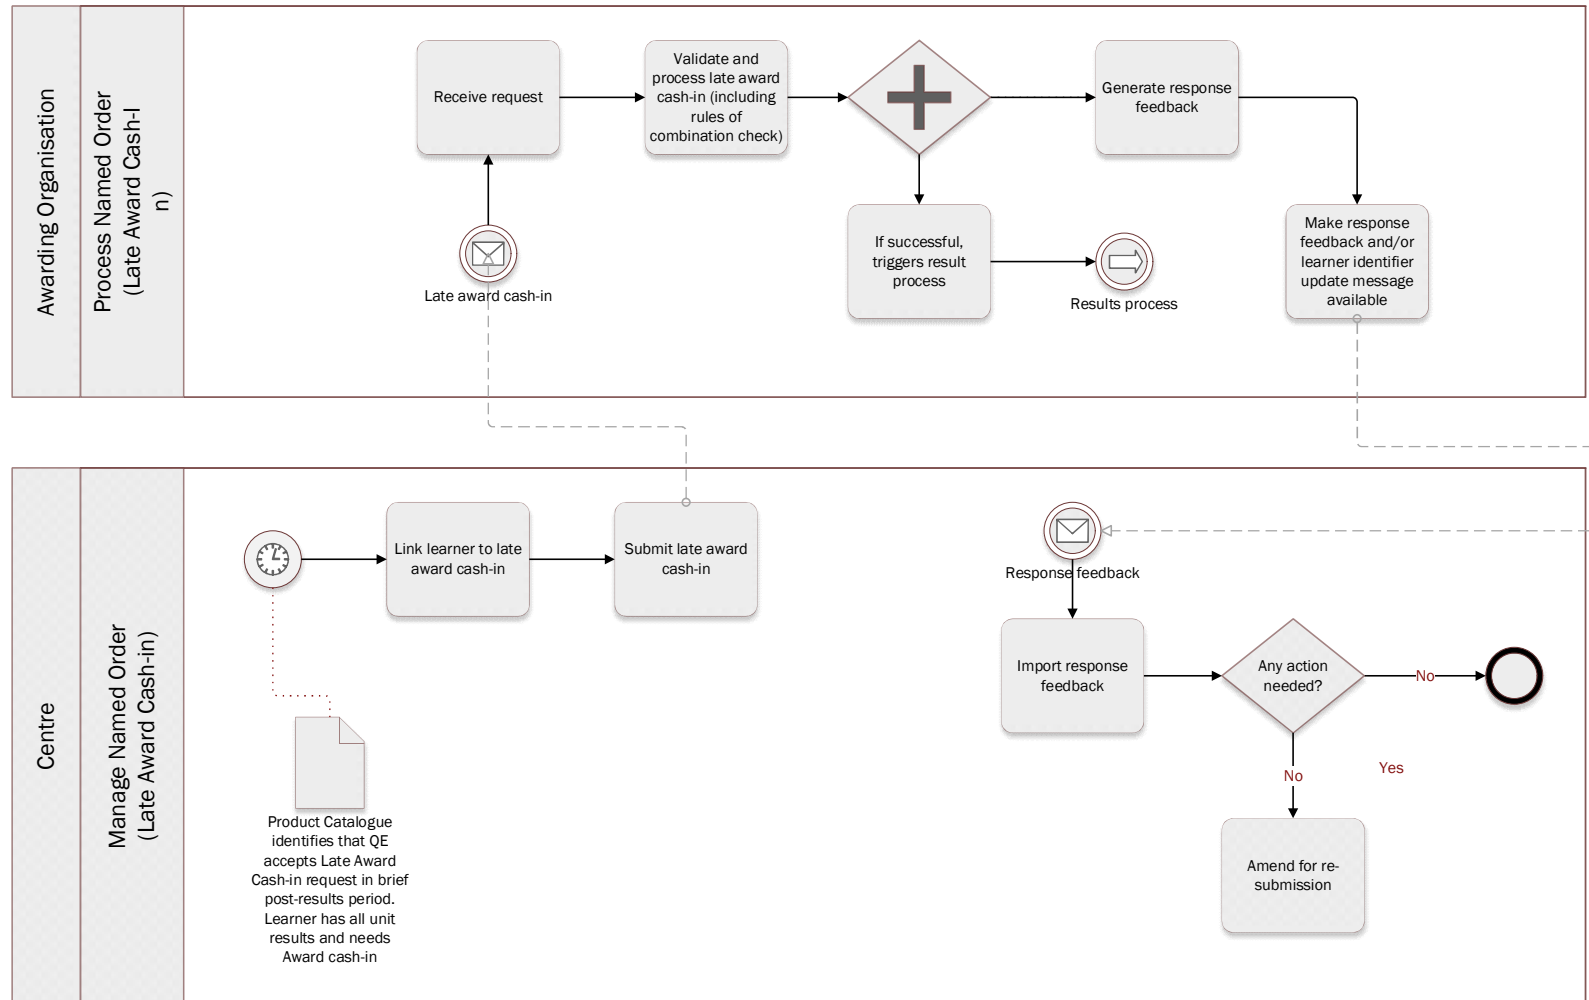 Awarding Organisation
Process Named Order
(Late Award Cash-I
n)
Receive request
Validate and
process late award
cash-in (including
rules of
combination check)
Generate response
feedback
Late award cash-in
If successful,
triggers result
process
Results process
Make response
feedback and/or
learner identifier
update message
available
Centre
Manage Named Order
(Late Award Cash-in)
Link learner to late
award cash-in
Submit late award
cash-in
Product Catalogue
identifies that QE
accepts Late Award
Cash-in request in brief
post-results period.
Learner has all unit
results and needs
Award cash-in
Response feedback
Import response
feedback
Any action
needed?
No
No
Yes
Amend for re-
submission